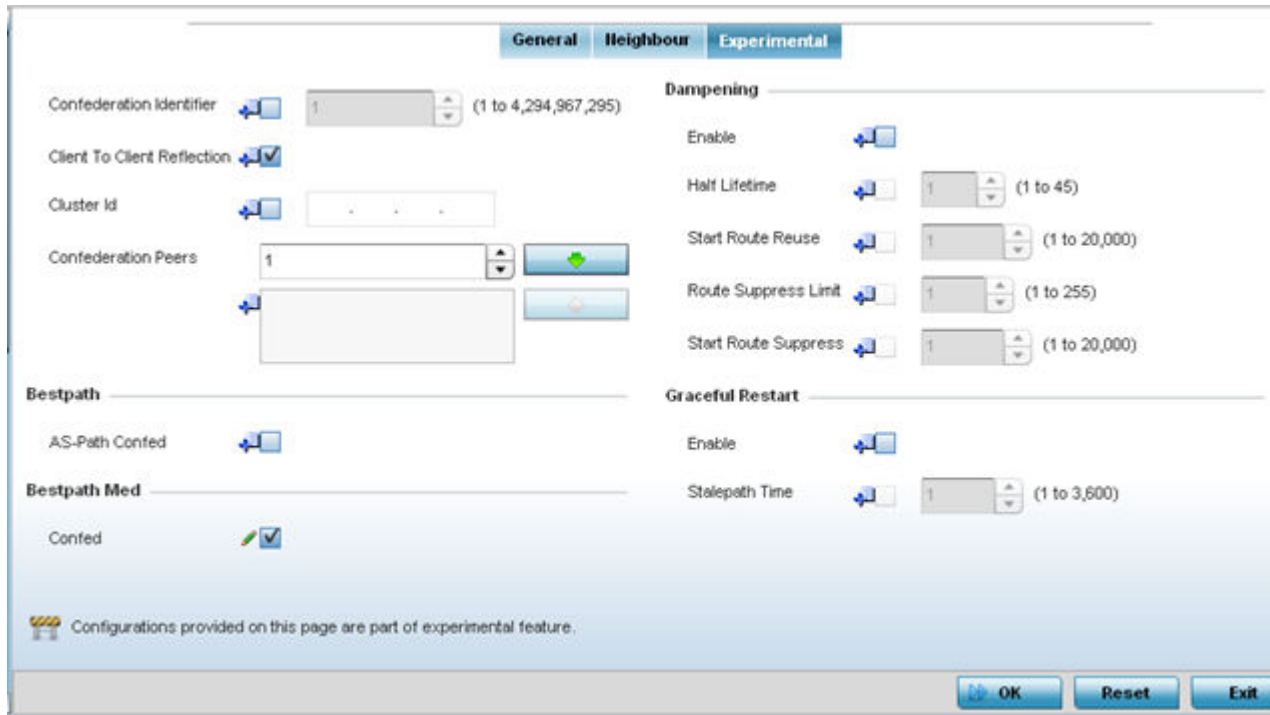 General Neighbour Experimental
Confederation Identifier 1 (1 to 4,294,967,295)
Client To Client Reflection
Cluster Id . . .
Confederation Peers 1
Bestpath
AS-Path Confed
Bestpath Med
Confed
Dampening
Enable
Half Lifetime 1 (1 to 45)
Start Route Reuse 1 (1 to 20,000)
Route Suppress Limit 1 (1 to 255)
Start Route Suppress 1 (1 to 20,000)
Graceful Restart
Enable
Stalepath Time 1 (1 to 3,600)
Configurations provided on this page are part of experimental feature.
OK Reset Exit